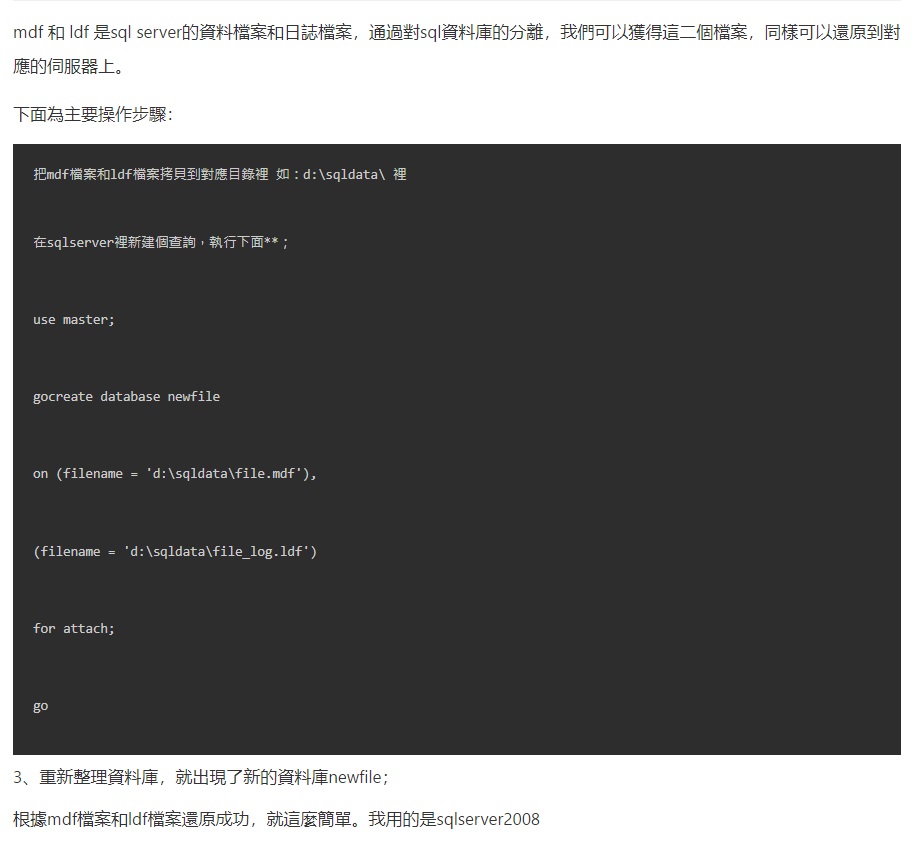 mdf 和 ldf 是sql server的資料檔案和日誌檔案，通過對sql資料庫的分離，我們可以獲得這二個檔案，同樣可以還原到對
應的伺服器上。
下面為主要操作步驟：
把mdf檔案和ldf檔案拷貝到對應目錄裡 如：d:\sqldata\ 裡
在sqlserver裡新建個查詢，執行下面**；
use master;
gocreate database newfile
on (filename = 'd:\sqldata\file.mdf'),
(filename = 'd:\sqldata\file_log.ldf')
for attach;
go
3、重新整理資料庫，就出現了新的資料庫newfile；
根據mdf檔案和ldf檔案還原成功，就這麼簡單。我用的是sqlserver2008